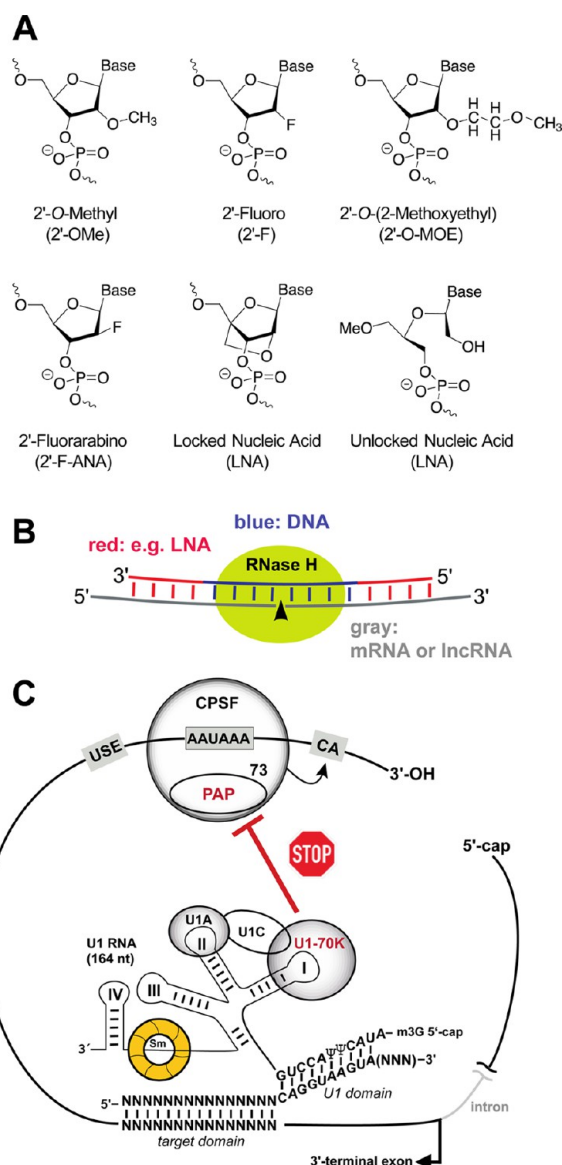 A
Base
O
O
O
O
CH₃
⊖
O
P
O
O
2'-O-Methyl
(2'-OMe)
Base
O
O
F
O
⊖
O
P
O
O
2'-Fluoro
(2'-F)
Base
O
O
H
H
O
C
C
O
CH₃
H
H
O
⊖
O
P
O
O
2'-O-(2-Methoxyethyl)
(2'-O-MOE)
Base
O
O
F
O
⊖
O
P
O
O
2'-Fluorarabino
(2'-F-ANA)
Base
O
O
O
O
⊖
O
P
O
O
Locked Nucleic Acid
(LNA)
Base
O
MeO
OH
O
⊖
O
P
O
O
Unlocked Nucleic Acid
(LNA)
B
blue: DNA
red: e.g. LNA
RNase H
3'
5'
5'
3'
gray:
mRNA or lncRNA
C
CPSF
USE
AAUAAA
CA
73
PAP
3'-OH
STOP
5'-cap
U1A
U1C
U1-70K
II
I
U1 RNA
(164 nt)
III
IV
Sm
3´
GUCCAΨΨCAUA– m3G 5'-cap
CAGGUAAGUA(NNN)–3'
U1 domain
5'– NNNNNNNNNNNNNNNNN
NNNNNNNNNNNNNNNNN
target domain
intron
3'-terminal exon